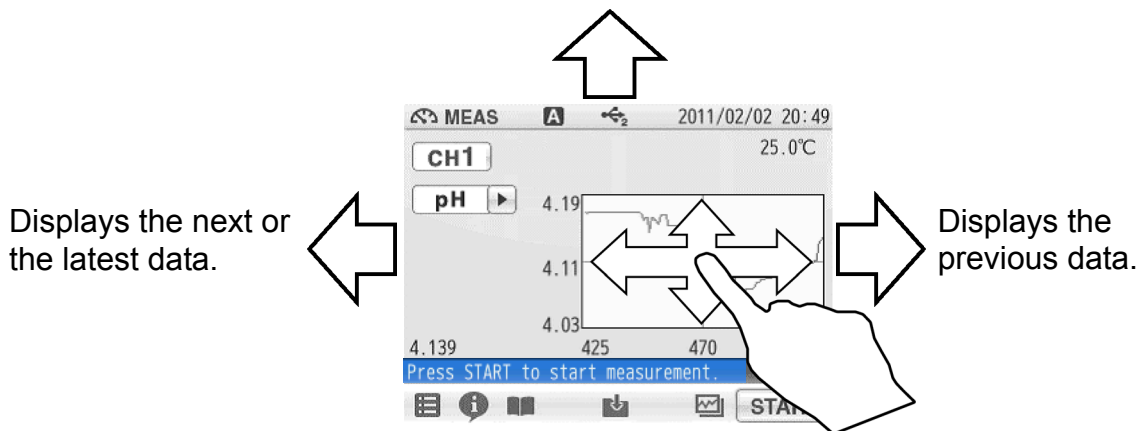 MEAS A 2 2011/02/02 20:49
25.0℃
CH1
pH
4.19
Displays the next or
the latest data.
Displays the
previous data.
4.11
4.03
4.139 425 470
Press START to start measurement.